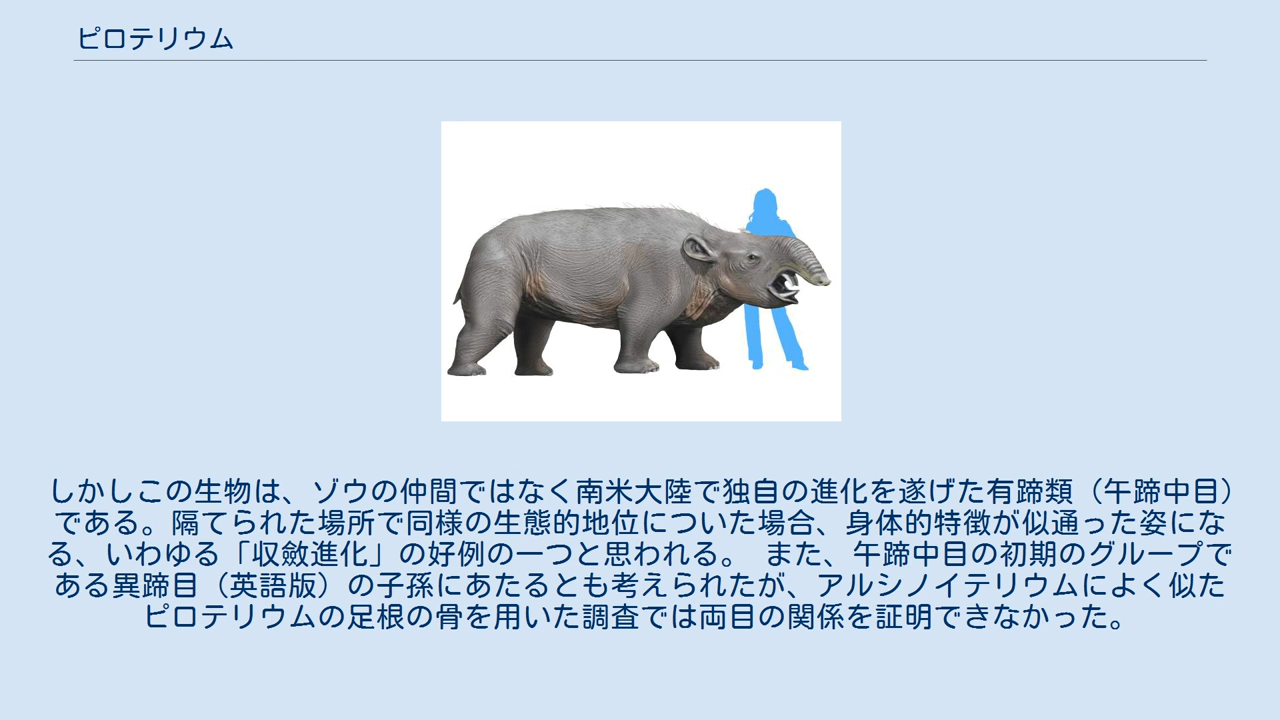 ピロテリウム
しかしこの生物は、ゾウの仲間ではなく南米大陸で独自の進化を遂げた有蹄類（午蹄中目）
である。隔てられた場所で同様の生態的地位についた場合、身体的特徴が似通った姿にな
る、いわゆる「収斂進化」の好例の一つと思われる。 また、午蹄中目の初期のグループで
ある異蹄目（英語版）の子孫にあたるとも考えられたが、アルシノイテリウムによく似た
ピロテリウムの足根の骨を用いた調査では両目の関係を証明できなかった。